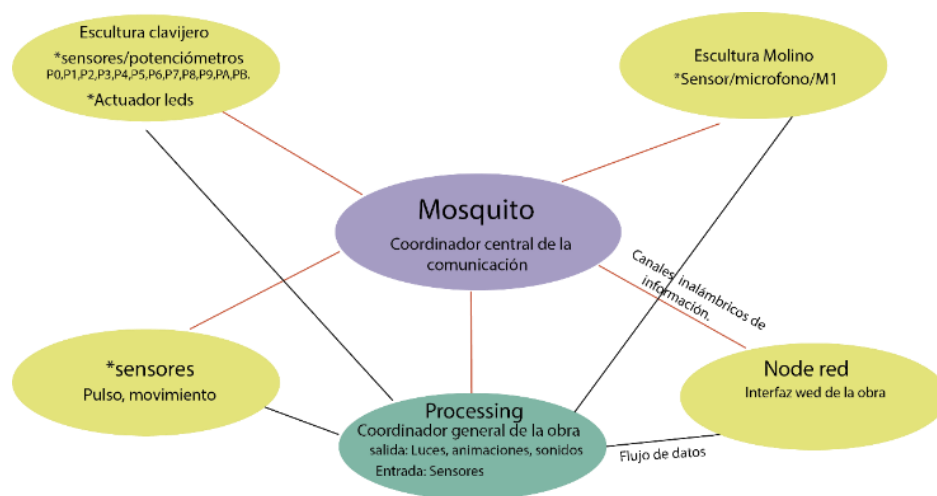 Escultura clavijero
*sensores/potenciómetros
P0,P1,P2,P3,P4,P5,P6,P7,P8,P9,PA,PB.
*Actuador leds
Escultura Molino
*Sensor/microfono/M1
Mosquito
Coordinador central de la
comunicación
Canales inalámbricos de
información.
*sensores
Pulso, movimiento
Node red
Interfaz wed de la obra
Processing
Coordinador general de la obra
salida: Luces, animaciones, sonidos
Entrada: Sensores
Flujo de datos